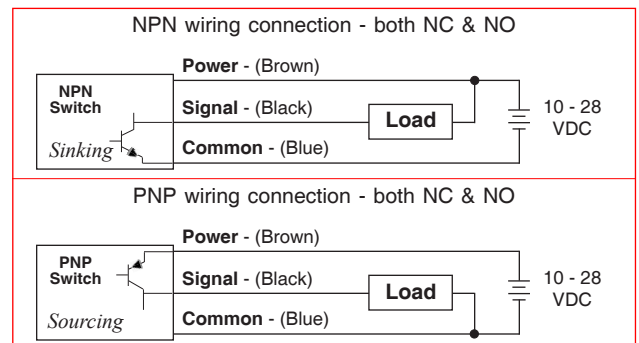 NPN wiring connection - both NC & NO
Power - (Brown)
NPN
Switch
Signal - (Black)
Load
10 - 28
VDC
Sinking
Common - (Blue)
PNP wiring connection - both NC & NO
Power - (Brown)
PNP
Switch
Signal - (Black)
Load
10 - 28
VDC
Sourcing
Common - (Blue)